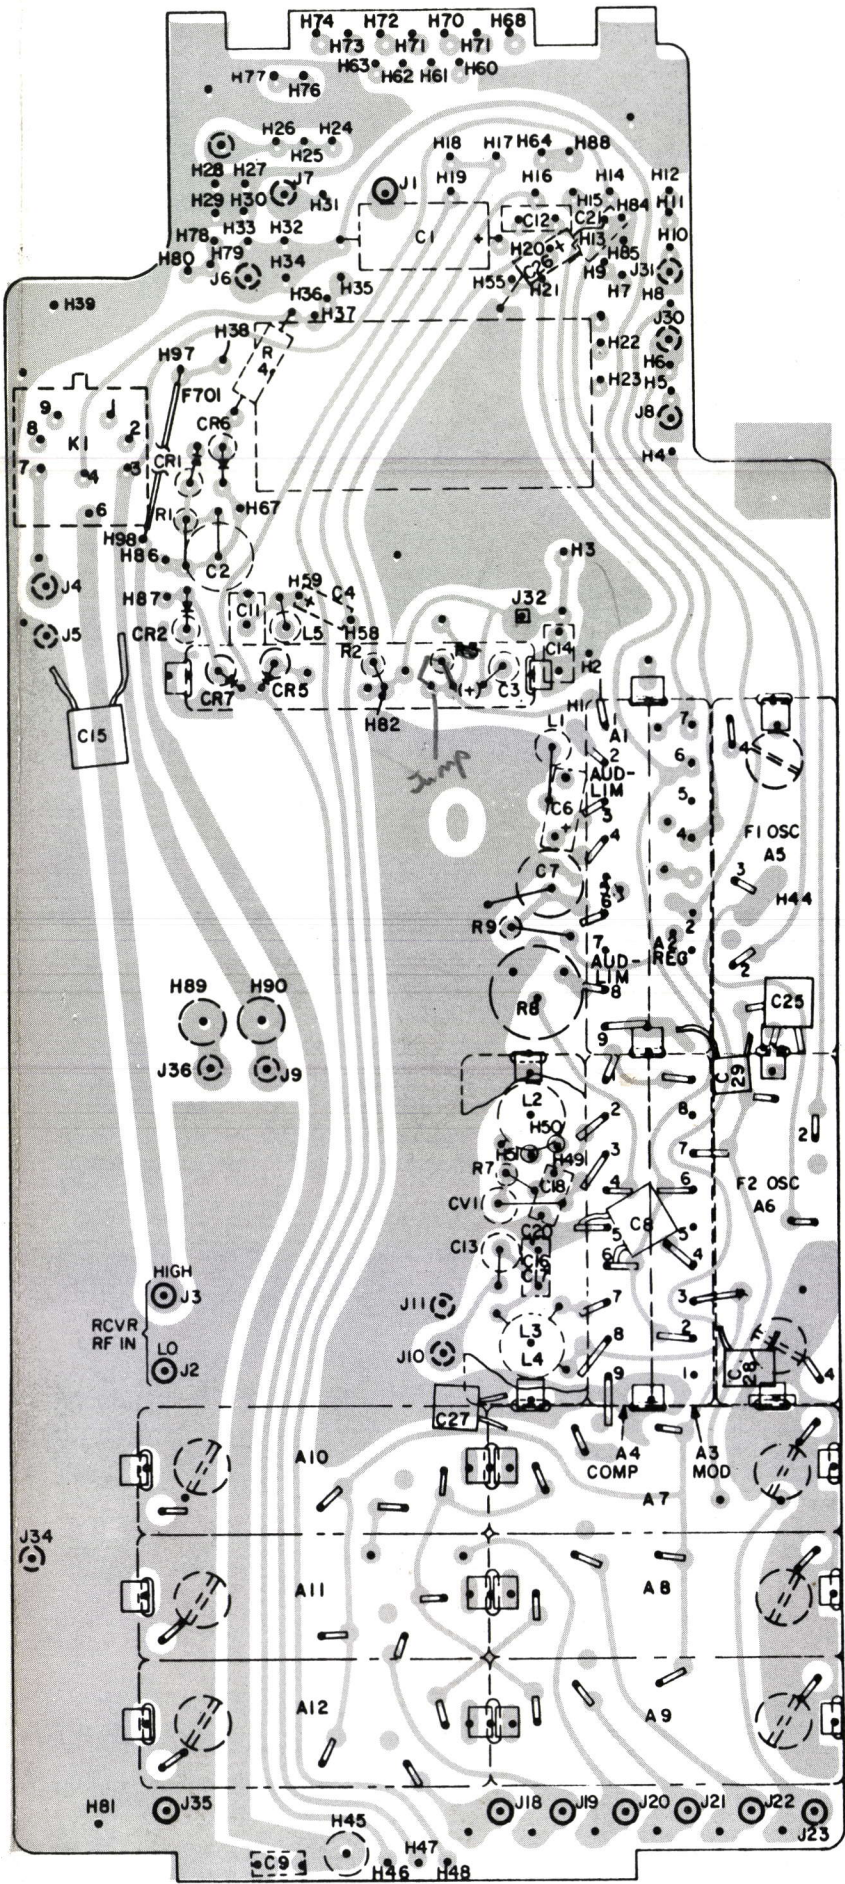 H74 H72 H70 H68
H73 H71 H71
H63 H62 H61 H60
H77 H76
H26 H24
H25
H18 H17 H64 H88
H28 H27 J7 J1 H19 H16 H14 H12
H29 H30 H31 H15 H11
C12 C21 H84
H78 H33 H32 C1 + H13 H10
H79 H20 + H85
H80 J6 H34 C26 H9 J31
H35 H55 H21 H7 H8
H39 H36
H37 J30
H38 R H22
H97 4 H6
F701 H23 H5
9 1 CR6 J8
8 K1 2
7 4 3 CR1 H4
6 R1 H67
H98
H86 C2 H3
J4 H59 C4
H87 C11 + J32
J5 CR2 L5 H58 C14
R2 H2
CR7 CR5 (+) C3
H82 H1
C15 L1 1 A1 7
Jump 2 6 4
AUD-
LIM 5
C6 3
+ 4 4 F1 OSC
A5
C7 5 3 H44
6
R9 2
7 A2
AUD- REG 2
LIM
H89 H90 R8 8 C25
9
J36 J9 C
29
L2 1
H50 2 8 2
H51 H49 3 7
R7 C18 4 6 F2 OSC
CV1 A6
C20 5 C8 5
C13 C16 6 4
C17
HIGH
J3 J11 7 3
RCVR
RF IN L3 8 2
LO J10
J2 L4 9 1 C
28 4
C27
A10 A4 A3
COMP MOD
A7
J34
A11 A8
A12 A9
H81 J35 J18 J19 J20 J21 J22
H45 J23
C9 H47
H46 H48